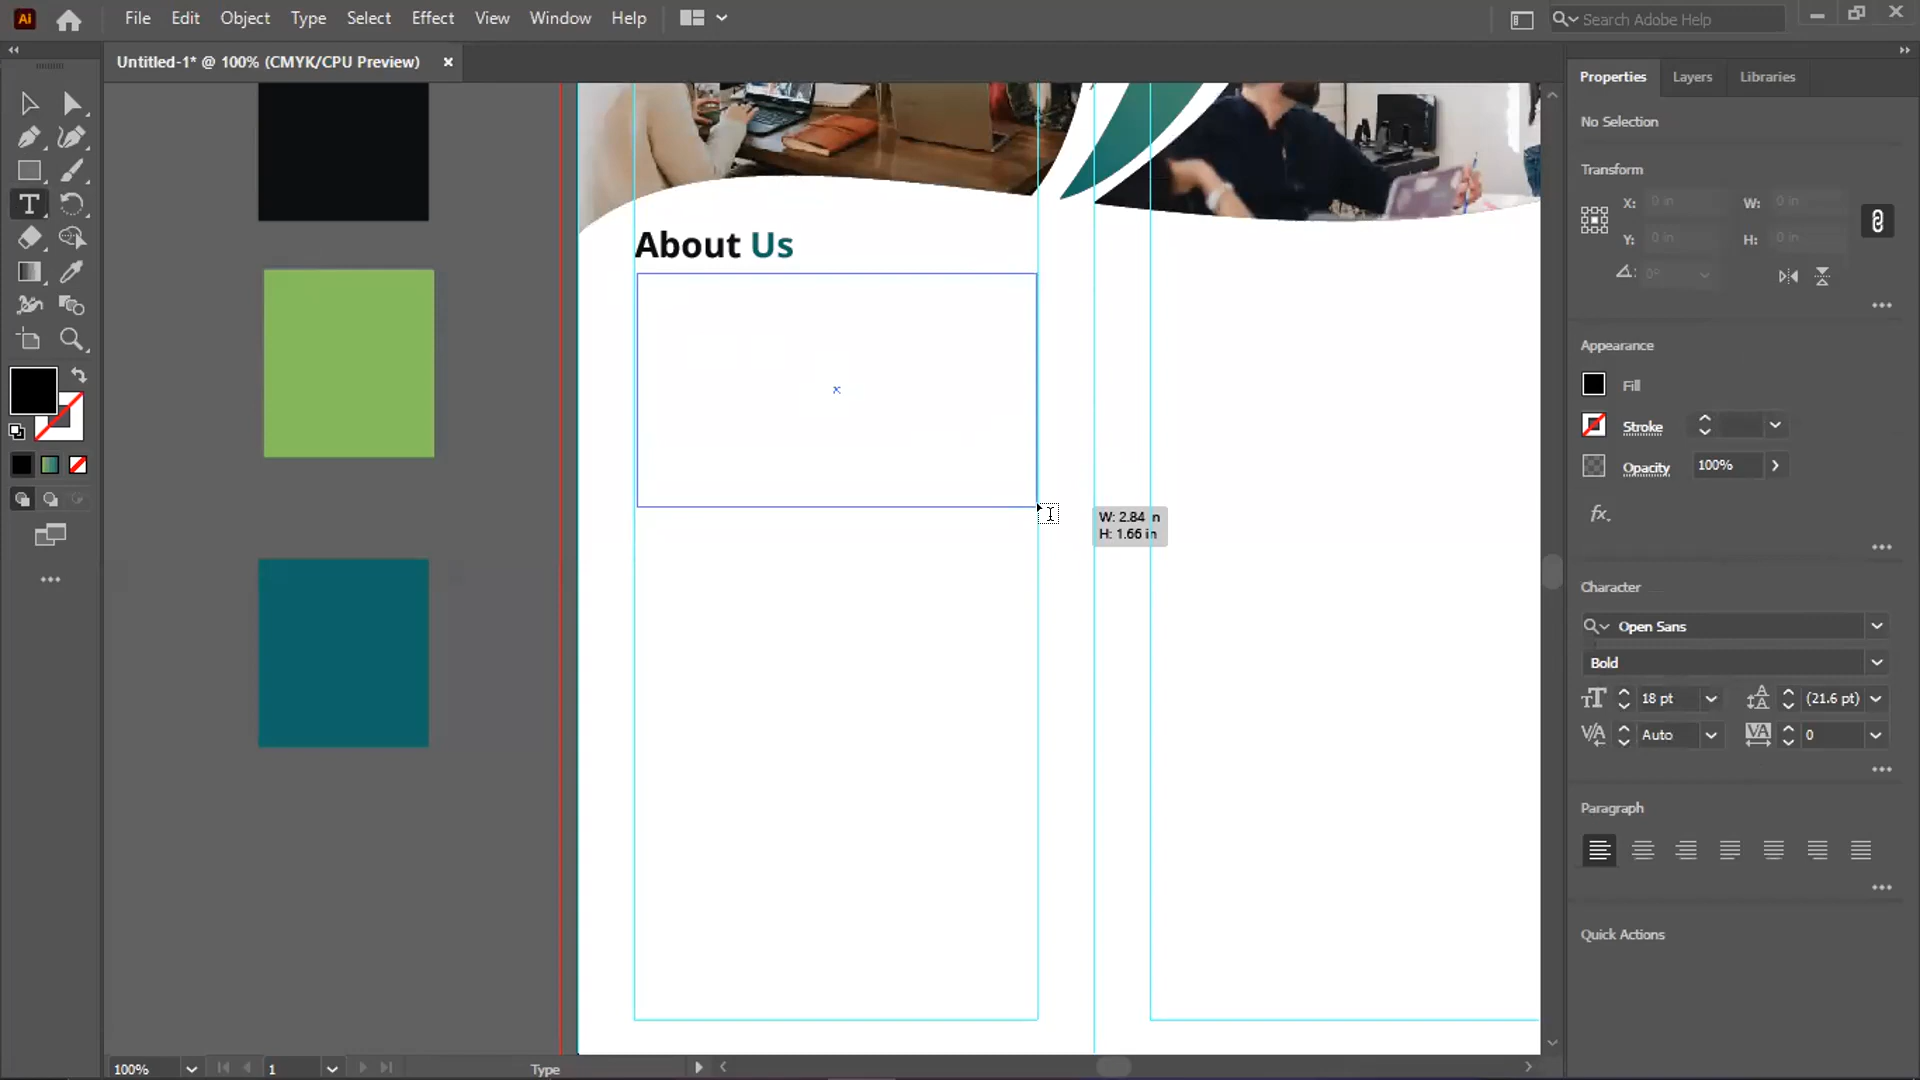 Ai
File Edit Object Type Select Effect View Window Help
Search Adobe Help
Untitled-1* @ 100% (CMYK/CPU Preview) ×
Properties Layers Libraries
No Selection
Transform
X: 0 in W: 0 in
Y: 0 in H: 0 in
0°
About Us
Appearance
Fill
Stroke
Opacity 100%
fx.
W: 2.84 in
H: 1.66 in
Character
Open Sans
Bold
18 pt (21.6 pt)
Auto 0
Paragraph
Quick Actions
100% 1 Type